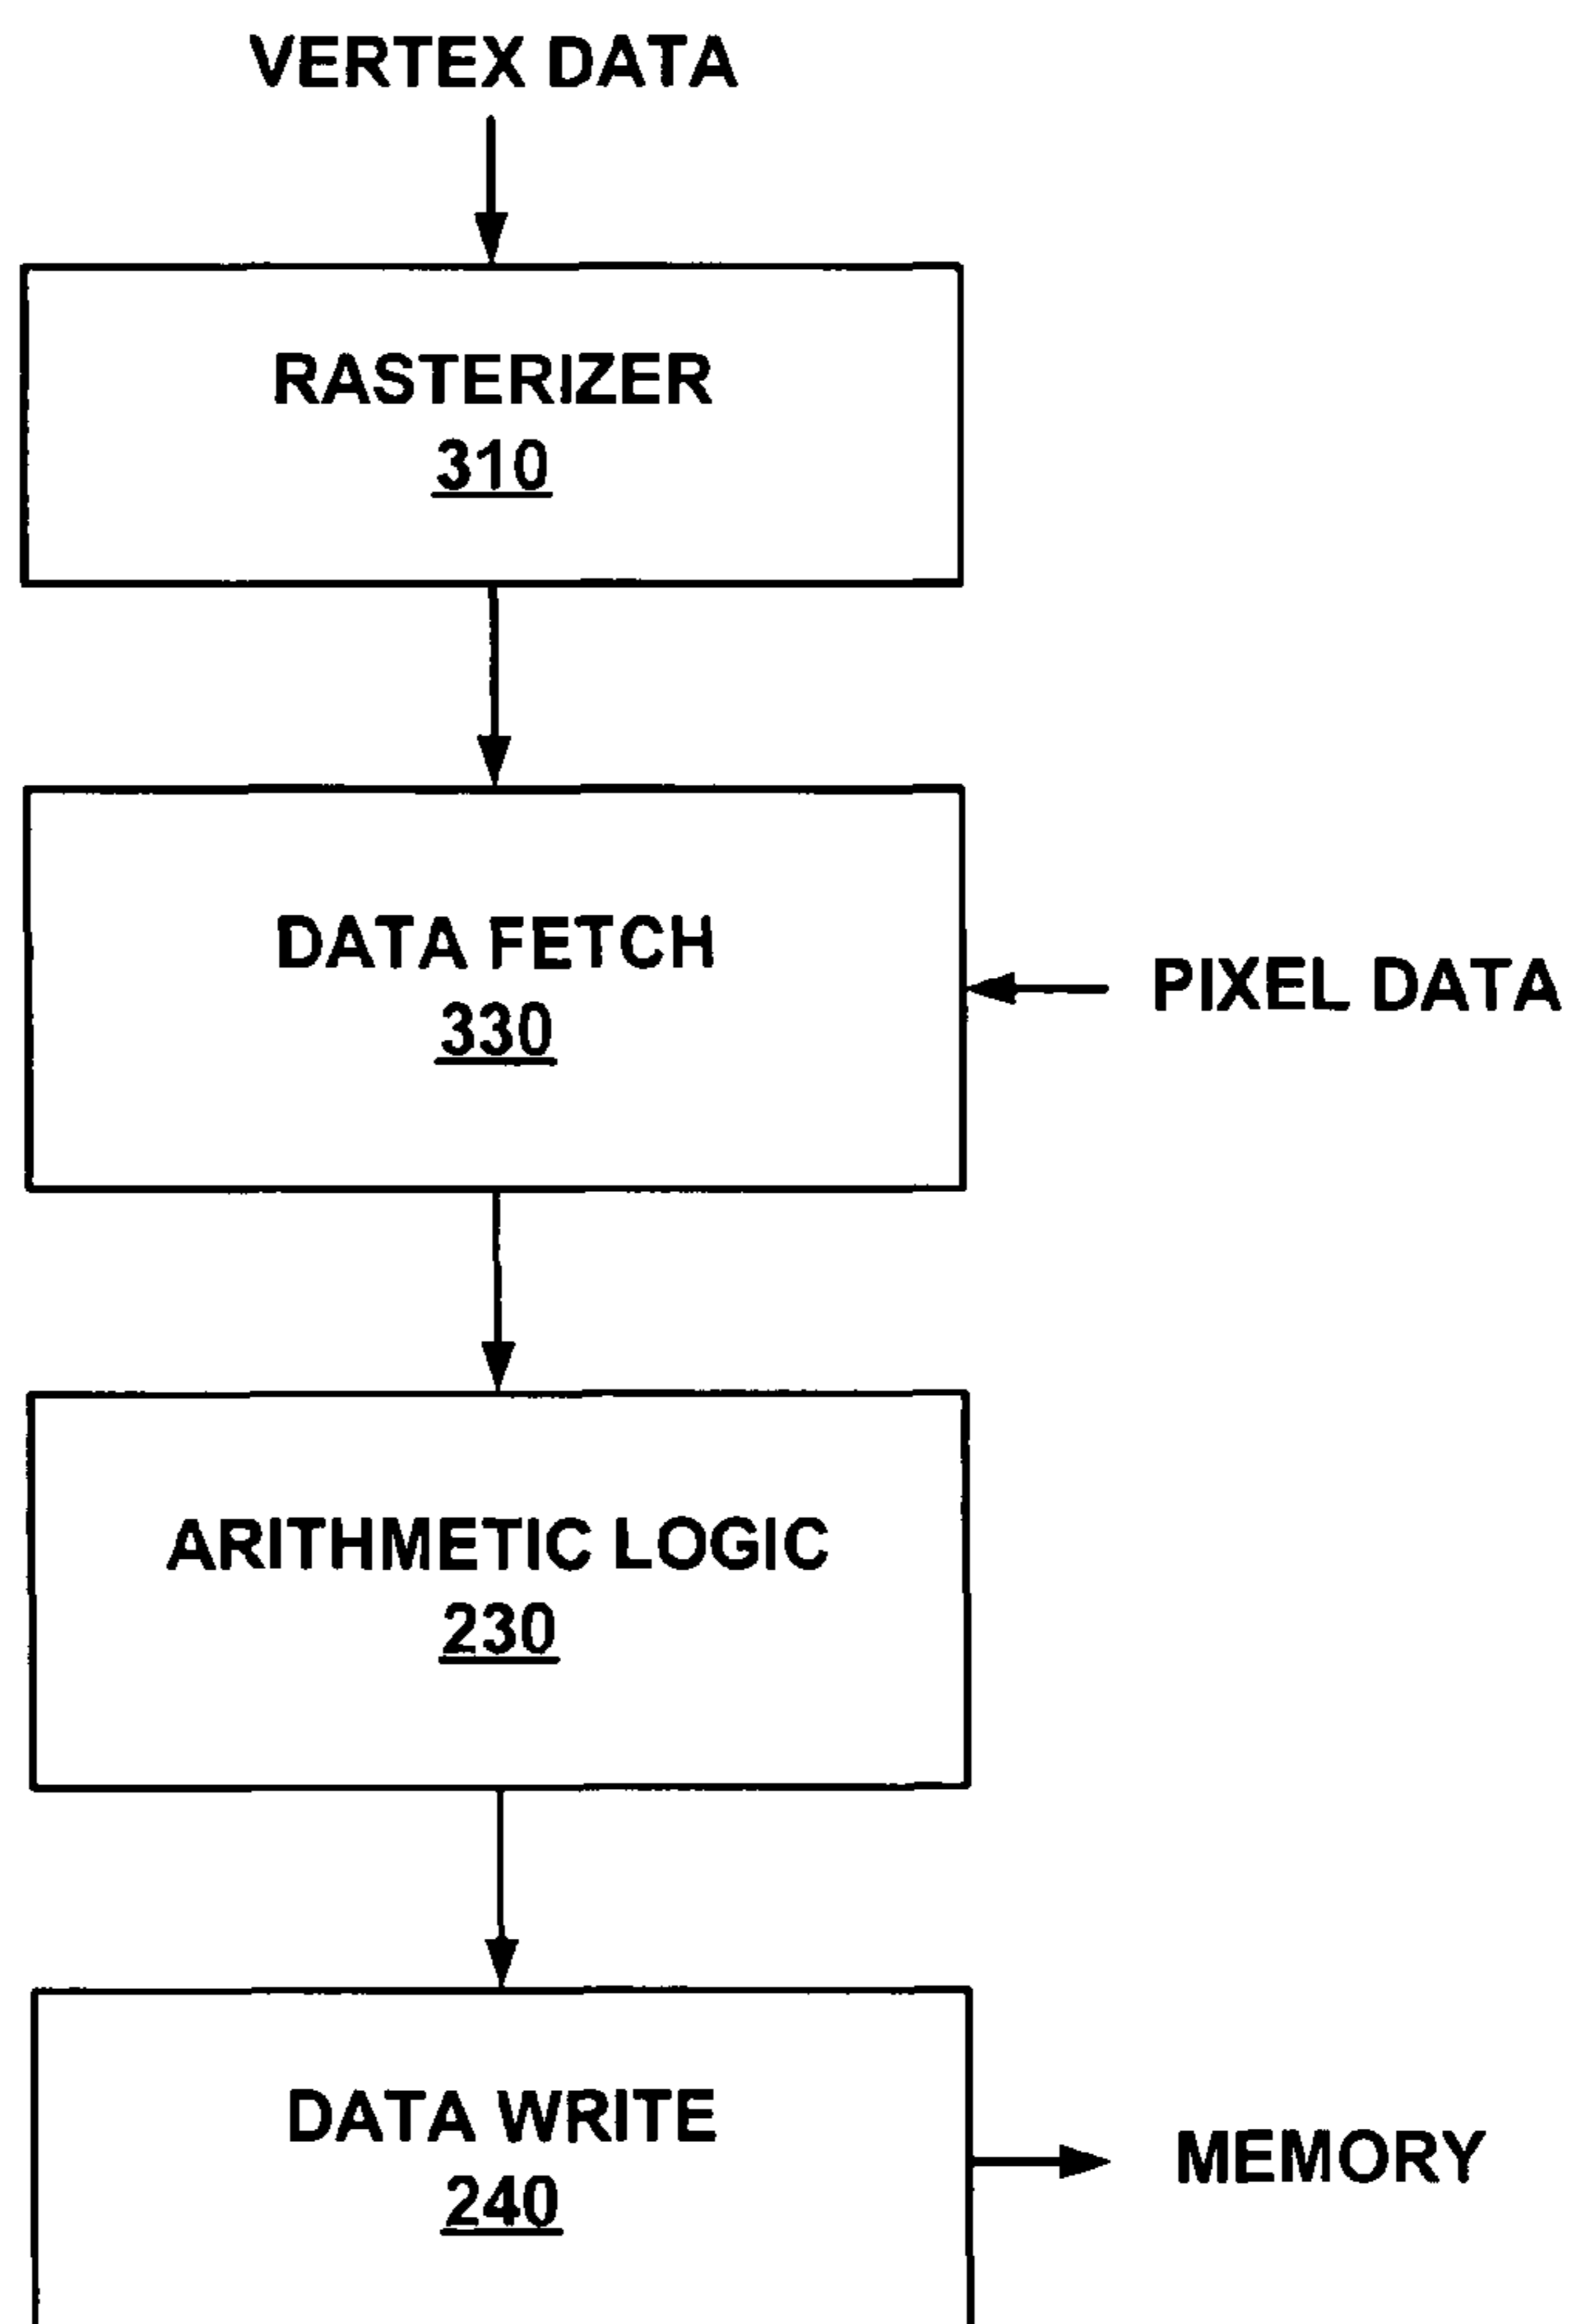 VERTEX DATA
RASTERIZER
310
DATA FETCH
330
PIXEL DATA
ARITHMETIC LOGIC
230
DATA WRITE
240
MEMORY